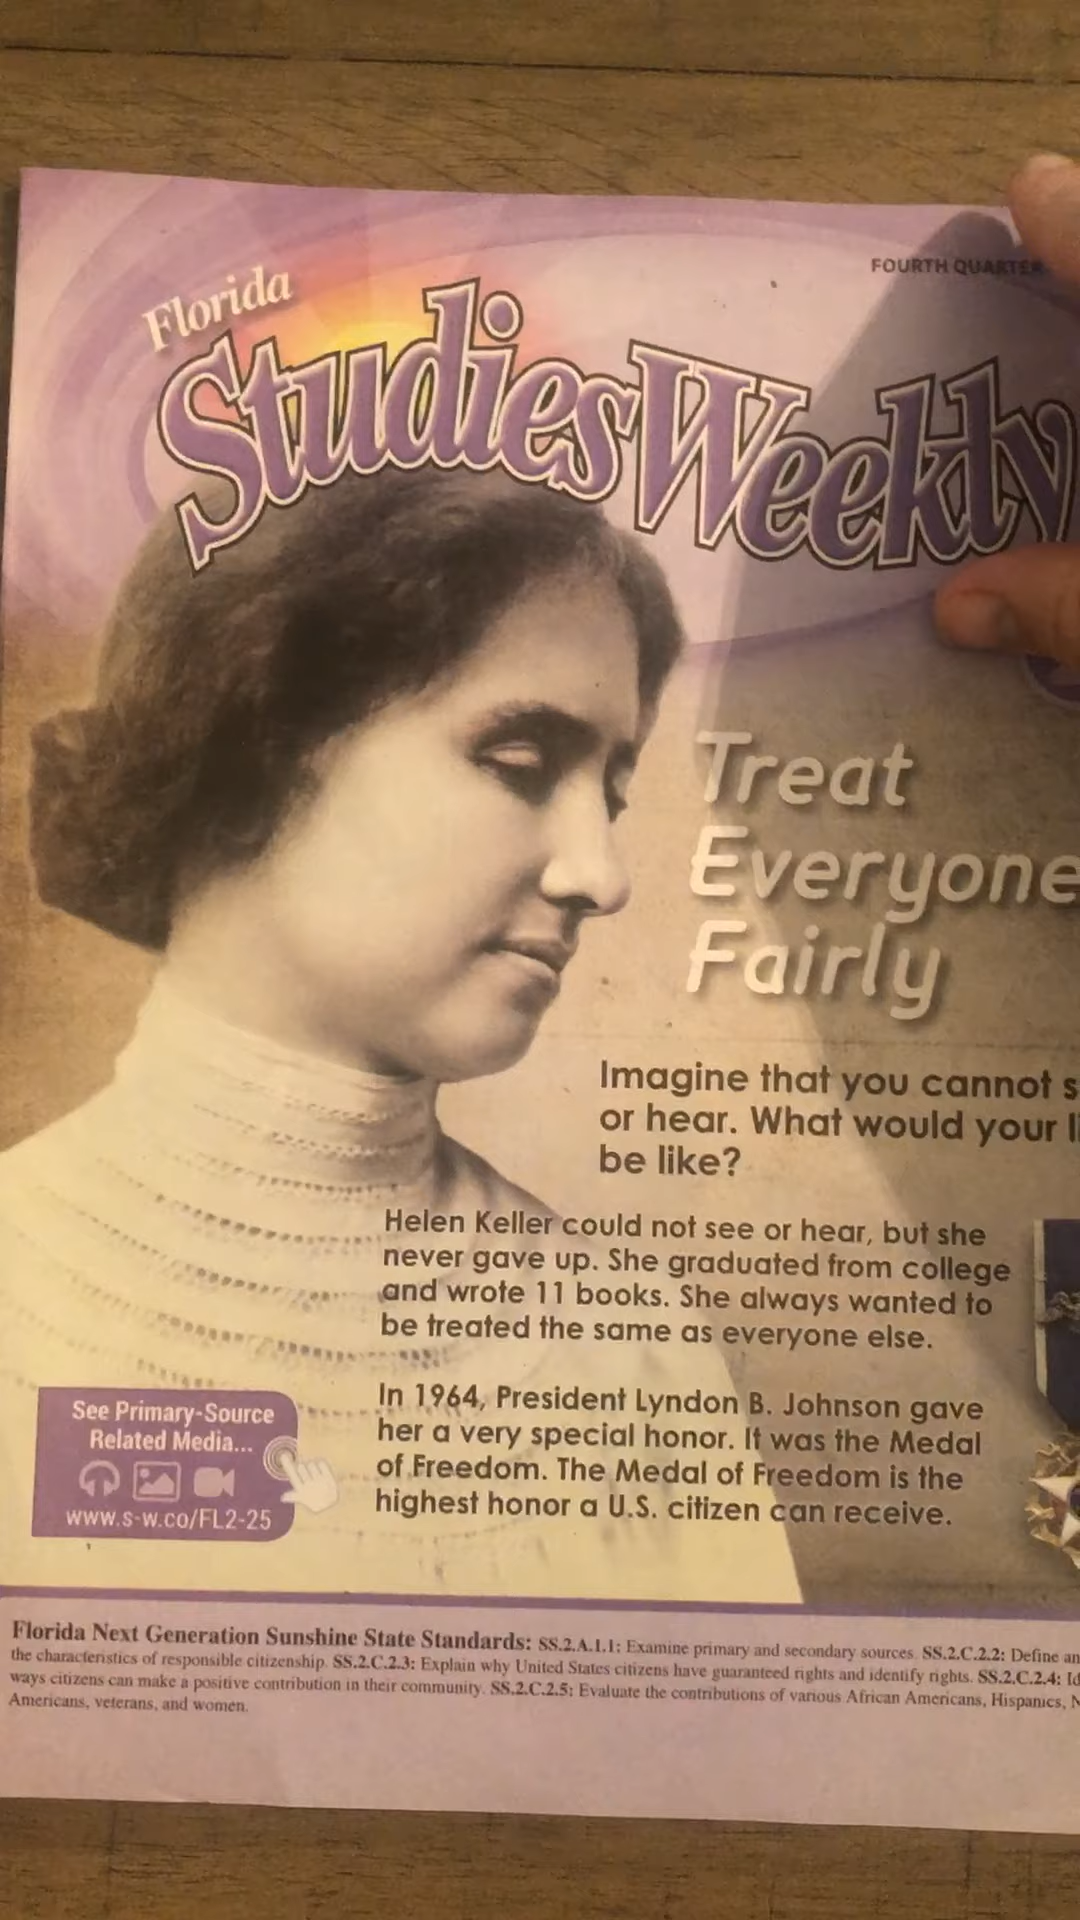 FOURTH QUARTER
Florida
Studies Weekly
Treat
Everyone
Fairly
Imagine that you cannot
or hear. What would your
be like?
Helen Keller could not see or hear, but she
never gave up. She graduated from college
and wrote 11 books. She always wanted to
be treated the same as everyone else.
In 1964, President Lyndon B. Johnson gave
her a very special honor. It was the Medal
of Freedom. The Medal of Freedom is the
highest honor a U.S. citizen can receive.
See Primary-Source
Related Media...
www.s-w.co/FL2-25
Florida Next Generation Sunshine State Standards: SS.2.A.1.1: Examine primary and secondary sources. SS.2.C.2.2: Define
the characteristics of responsible citizenship. SS.2.C.2.3: Explain why United States citizens have guaranteed rights and identify rights. SS.2.C.2.4:
ways citizens can make a positive contribution in their community. SS.2.C.2.5: Evaluate the contributions of various African Americans, Hispanics,
Americans, veterans, and women.